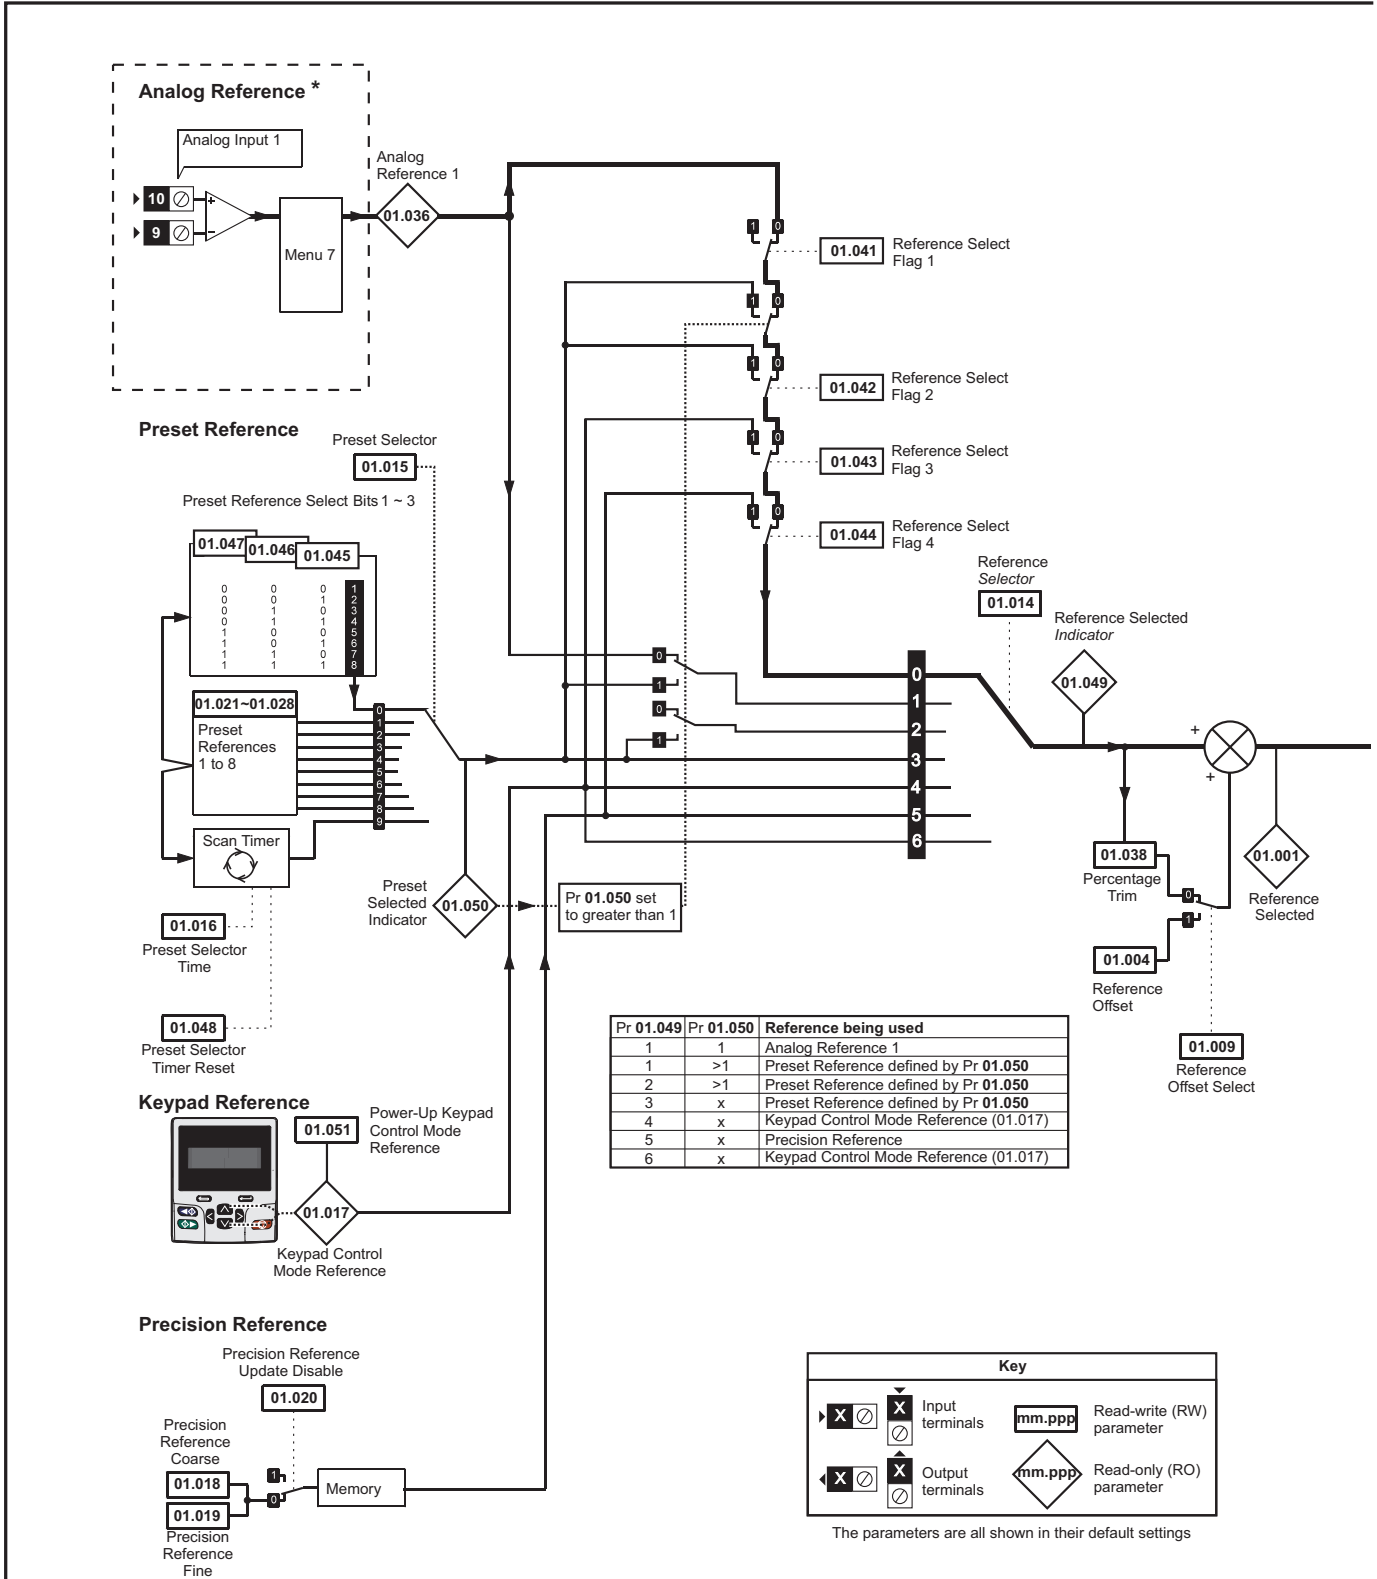 Analog Reference *
Analog Input 1
10
+
9
−
Menu 7
Analog
Reference 1
01.036
1 0
01.041
Reference Select
Flag 1
1 0
1 0
01.042
Reference Select
Flag 2
1 0
01.043
Reference Select
Flag 3
1 0
01.044
Reference Select
Flag 4
Preset Reference
Preset Selector
01.015
Preset Reference Select Bits 1 ~ 3
01.047
01.046
01.045
0 0 0 1
0 0 1 2
0 1 0 3
0 1 1 4
1 0 0 5
1 0 1 6
1 1 0 7
1 1 1 8
01.021~01.028
Preset
References
1 to 8
0
1
2
3
4
5
6
7
8
9
Scan Timer
01.016
Preset Selector
Time
01.048
Preset Selector
Timer Reset
Preset
Selected
Indicator
01.050
Pr 01.050 set
to greater than 1
0
1
0
1
0
1
2
3
4
5
6
Reference
Selector
01.014
Reference Selected
Indicator
01.049
+
+
01.038
Percentage
Trim
0
1
01.004
Reference
Offset
01.001
Reference
Selected
01.009
Reference
Offset Select
Pr 01.049 Pr 01.050 Reference being used
1 1 Analog Reference 1
1 >1 Preset Reference defined by Pr 01.050
2 >1 Preset Reference defined by Pr 01.050
3 x Preset Reference defined by Pr 01.050
4 x Keypad Control Mode Reference (01.017)
5 x Precision Reference
6 x Keypad Control Mode Reference (01.017)
Keypad Reference
01.051
Power-Up Keypad
Control Mode
Reference
01.017
Keypad Control
Mode Reference
Precision Reference
Precision Reference
Update Disable
01.020
Precision
Reference
Coarse
01.018
01.019
Precision
Reference
Fine
1
0
Memory
Key
X
X
Input
terminals
mm.ppp
Read-write (RW)
parameter
X
X
Output
terminals
mm.ppp
Read-only (RO)
parameter
The parameters are all shown in their default settings